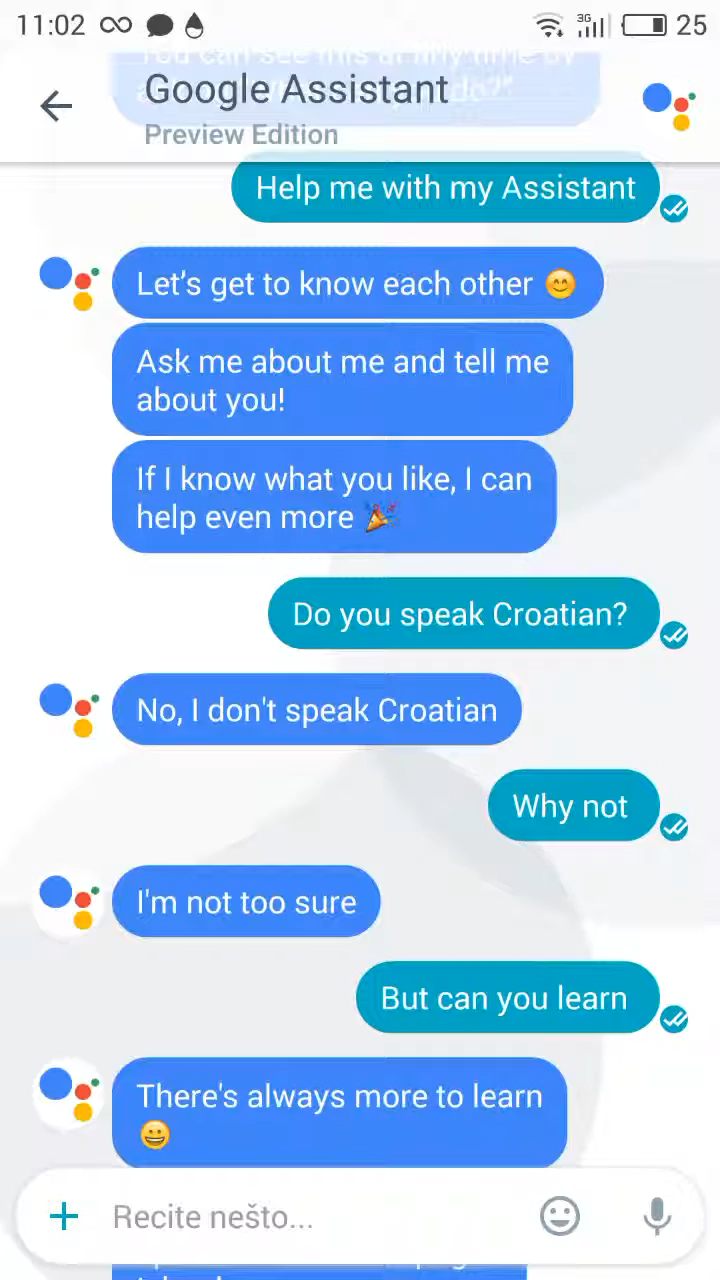 11:02
3G
25
Google Assistant
Preview Edition
Help me with my Assistant
Let's get to know each other 😊
Ask me about me and tell me
about you!
If I know what you like, I can
help even more 🎉
Do you speak Croatian?
No, I don't speak Croatian
Why not
I'm not too sure
But can you learn
There's always more to learn
😀
Recite nešto...